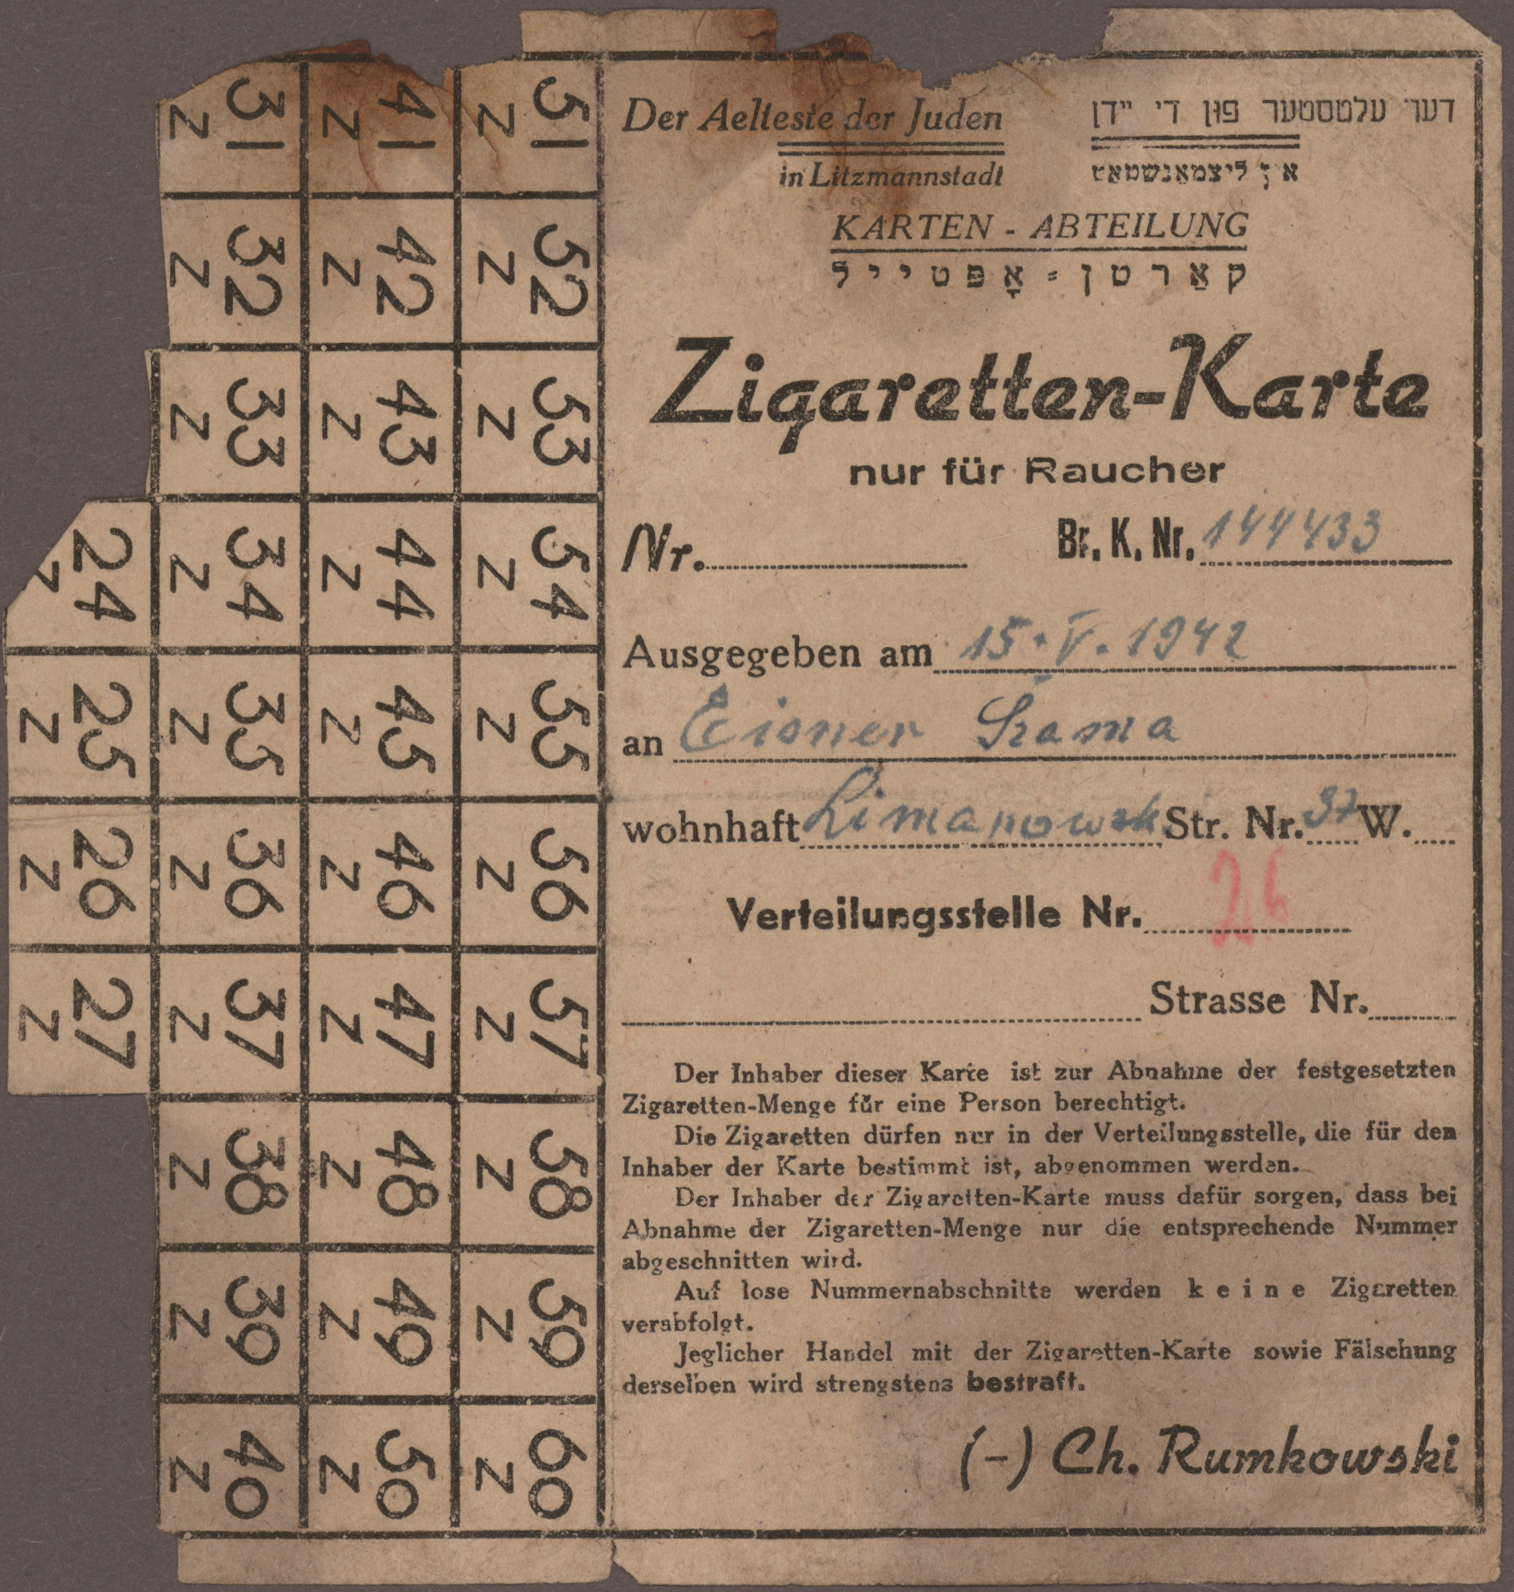 Der Aelteste der Juden
דער עלטסטער פון די יידן
in Litzmannstadt
אין ליצמאַנשטאַט
KARTEN - ABTEILUNG
קאַרטן=אָפּטייל
Zigaretten-Karte
nur für Raucher
Nr. Br. K. Nr. 144433
Ausgegeben am 15.V.1942
an Eisner Szama
wohnhaft Limanowsk. Str. Nr. 37 W.
Verteilungsstelle Nr. 26
Strasse Nr.
Der Inhaber dieser Karte ist zur Abnahme der festgesetzten
Zigaretten-Menge für eine Person berechtigt.
Die Zigaretten dürfen nur in der Verteilungsstelle, die für den
Inhaber der Karte bestimmt ist, abgenommen werden.
Der Inhaber der Zigaretten-Karte muss dafür sorgen, dass bei
Abnahme der Zigaretten-Menge nur die entsprechende Nummer
abgeschnitten wird.
Auf lose Nummernabschnitte werden keine Zigaretten
verabfolgt.
Jeglicher Handel mit der Zigaretten-Karte sowie Fälschung
derselben wird strengstens bestraft.
(-) Ch. Rumkowski
51 Z 52 Z 53 Z 54 Z 55 Z 56 Z 57 Z 58 Z 59 Z 60 Z
41 Z 42 Z 43 Z 44 Z 45 Z 46 Z 47 Z 48 Z 49 Z 50 Z
31 Z 32 Z 33 Z 34 Z 35 Z 36 Z 37 Z 38 Z 39 Z 40 Z
24 Z 25 Z 26 Z 27 Z